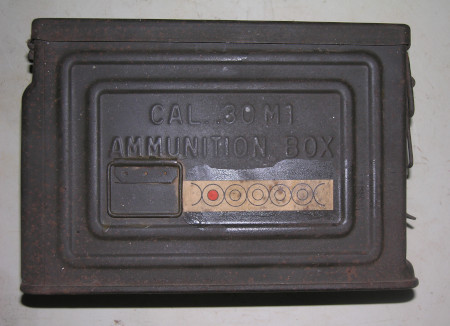 CAL. 30 M1
AMMUNITION BOX